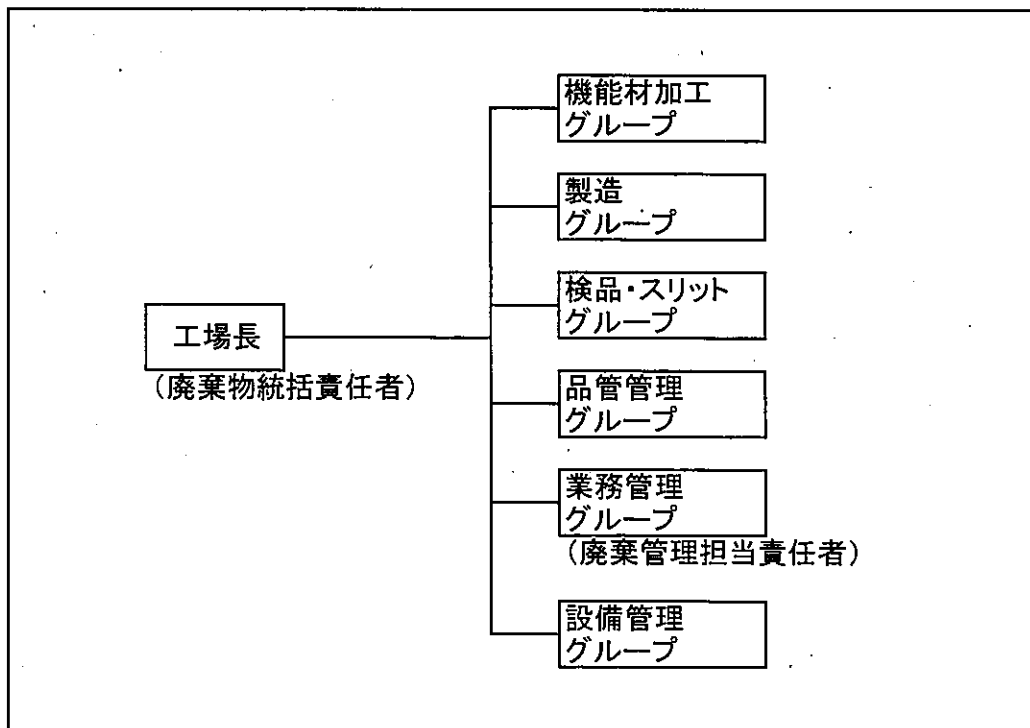 機能材加工
グループ
製造
グループ
検品・スリット
グループ
工場長
(廃棄物統括責任者)
品管管理
グループ
業務管理
グループ
(廃棄管理担当責任者)
設備管理
グループ